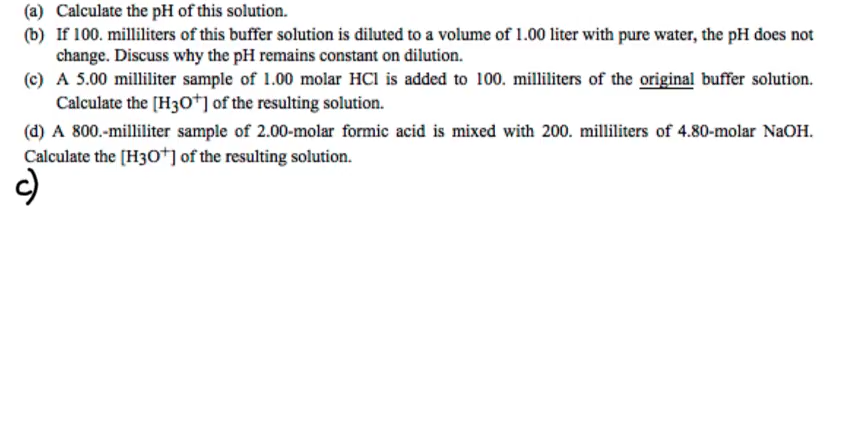 (a) Calculate the pH of this solution.
(b) If 100. milliliters of this buffer solution is diluted to a volume of 1.00 liter with pure water, the pH does not
change. Discuss why the pH remains constant on dilution.
(c) A 5.00 milliliter sample of 1.00 molar HCl is added to 100. milliliters of the original buffer solution.
Calculate the [H3O+] of the resulting solution.
(d) A 800.-milliliter sample of 2.00-molar formic acid is mixed with 200. milliliters of 4.80-molar NaOH.
Calculate the [H3O+] of the resulting solution.
c)